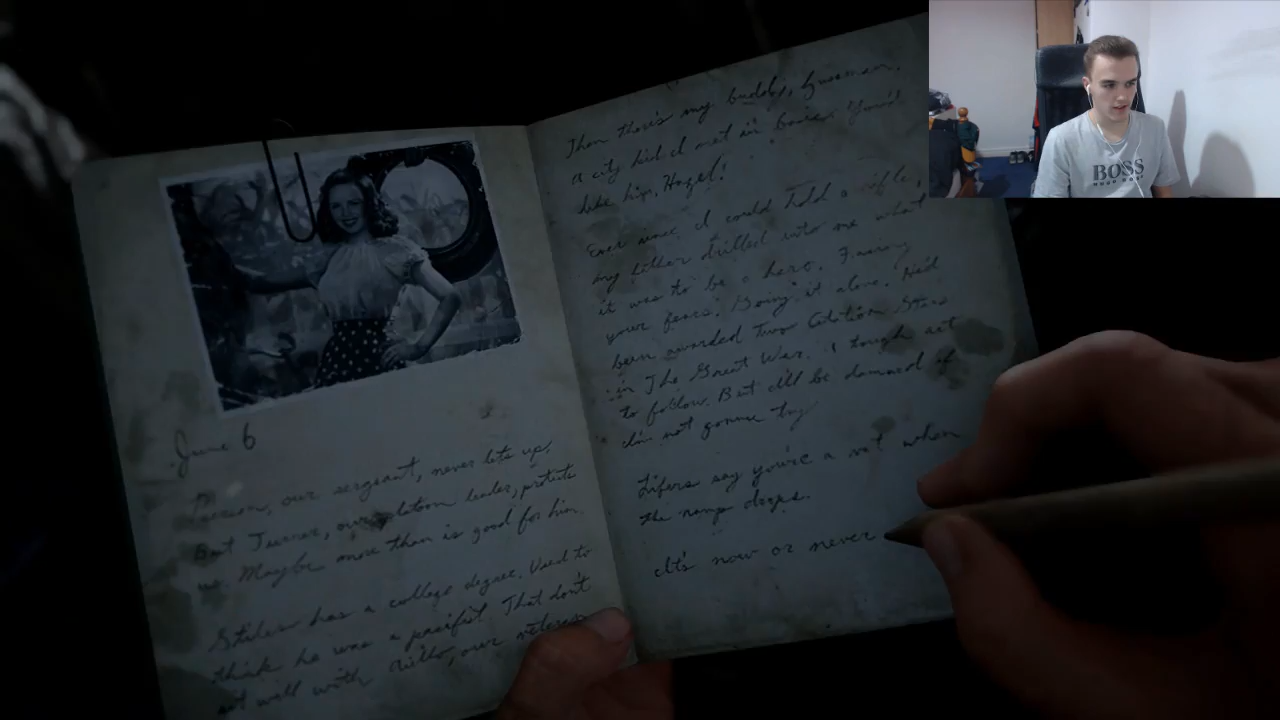 June 6
Pierson, our sergeant, never lets up.
But Turner, our platoon leader, protects
us. Maybe more than is good for him.
Stiles has a college degree. Used to
think he was a pacifist. That don't
sit well with Aiello, our veteran
Then there's my buddy, Zussman.
A city kid I met in basic. You'd
like him, Hazel!
Ever since I could hold a rifle,
my father drilled into me what
it was to be a hero. Facing
your fears. Going it alone. He'd
been awarded Two Citation Stars
in The Great War. A tough act
to follow. But I'll be damned if
I'm not gonna try
Lifers say you're a vet when
the ramp drops.
It's now or never
BOSS
HUGO BOSS